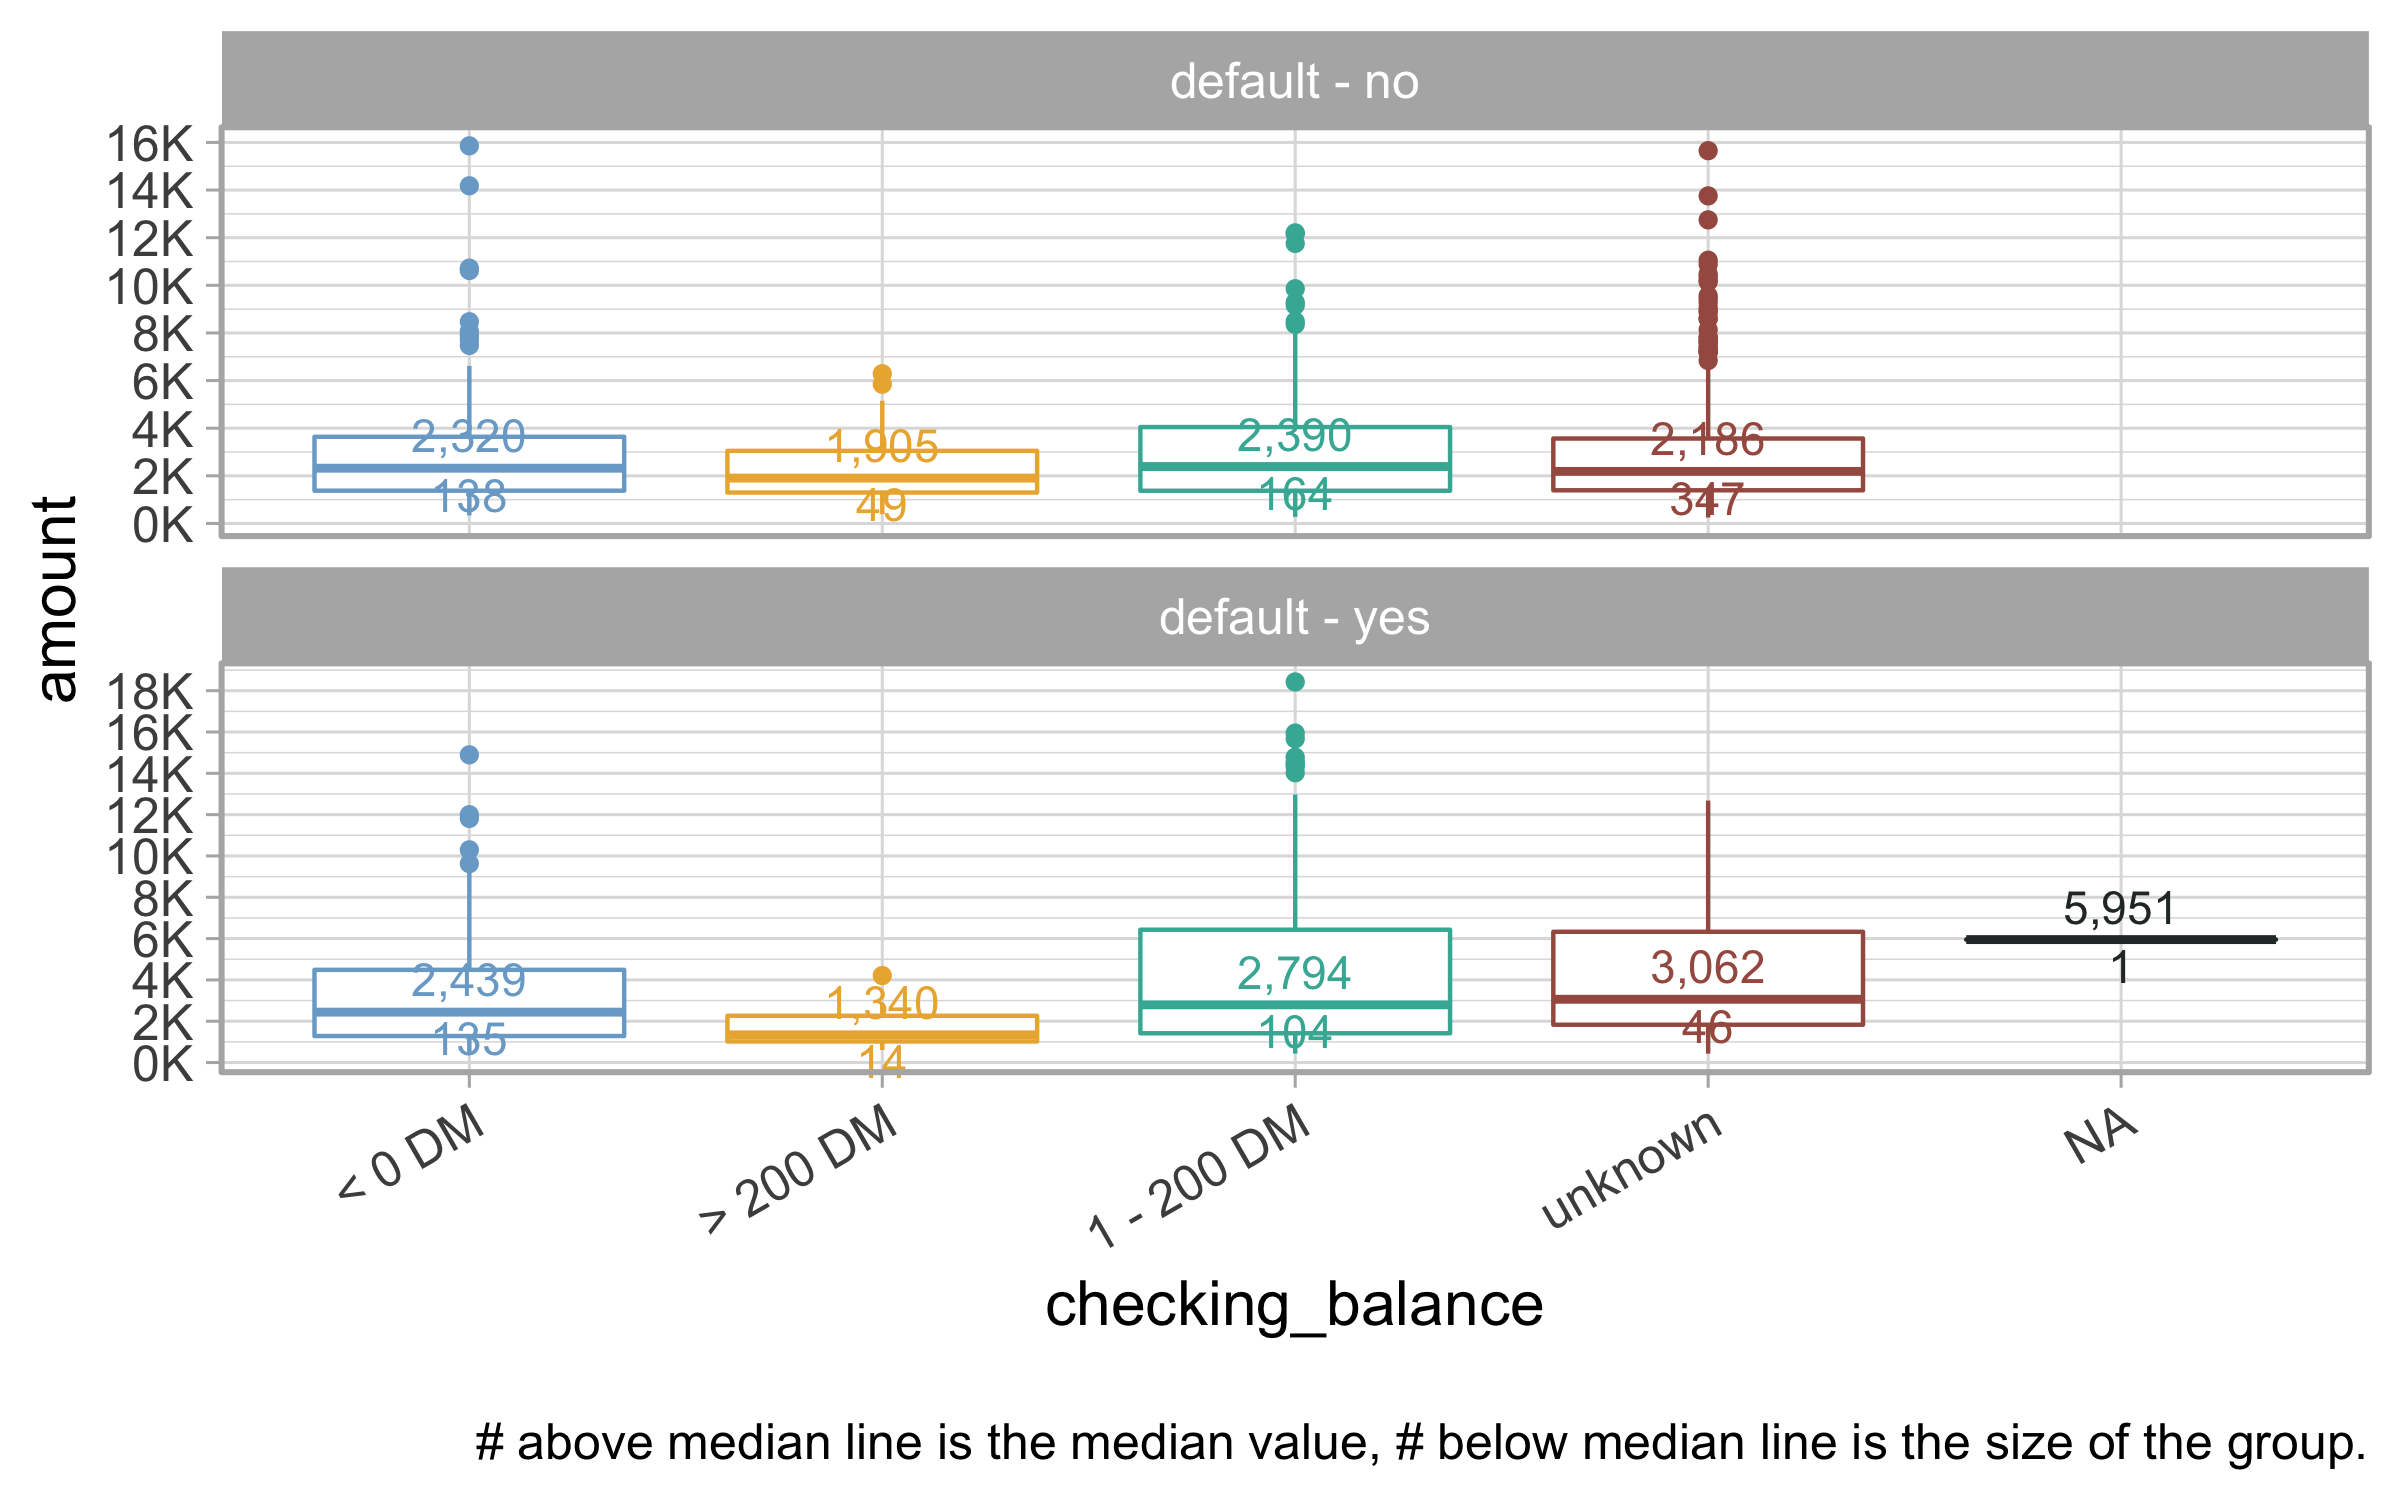 default - no
16K
14K
12K
10K
8K
6K
4K
2K
0K
2,320
138
1,905
49
2,390
164
2,186
347
amount
default - yes
18K
16K
14K
12K
10K
8K
6K
4K
2K
0K
2,439
135
1,340
14
2,794
104
3,062
46
5,951
1
< 0 DM
> 200 DM
1 - 200 DM
unknown
NA
checking_balance
# above median line is the median value, # below median line is the size of the group.